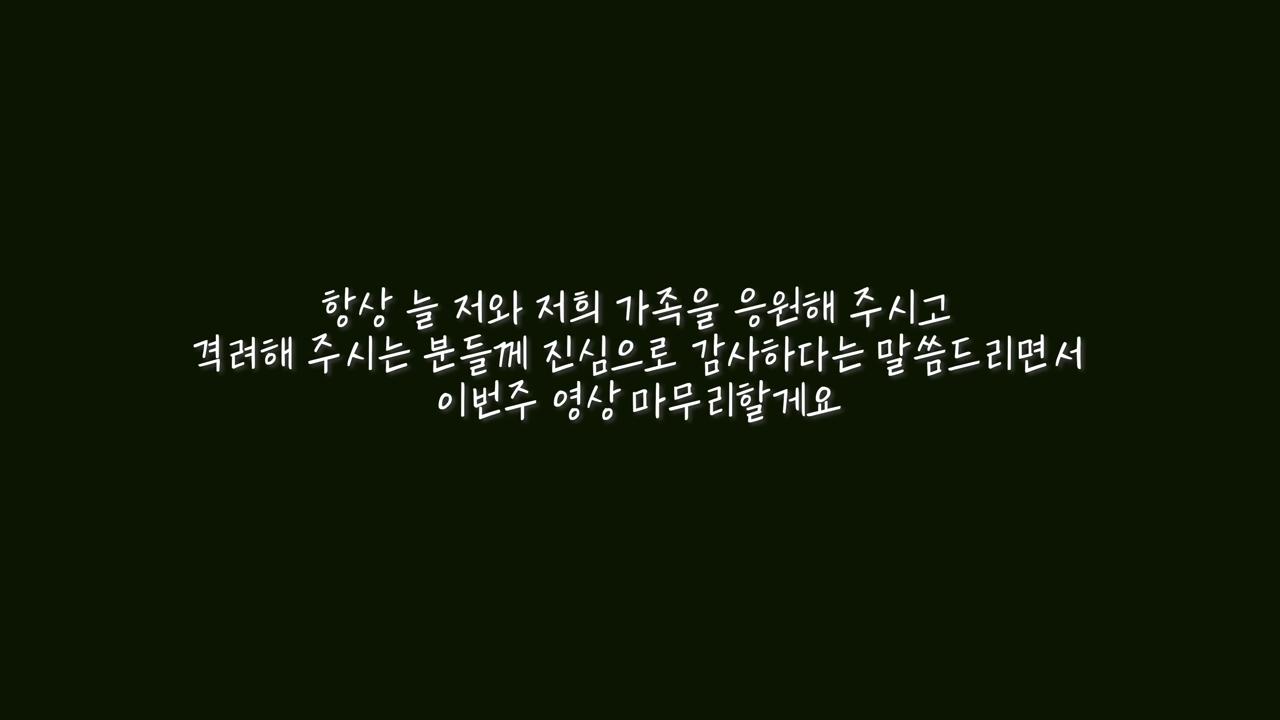 항상 늘 저와 저희 가족을 응원해 주시고
격려해 주시는 분들께 진심으로 감사하다는 말씀드리면서
이번주 영상 마무리할게요